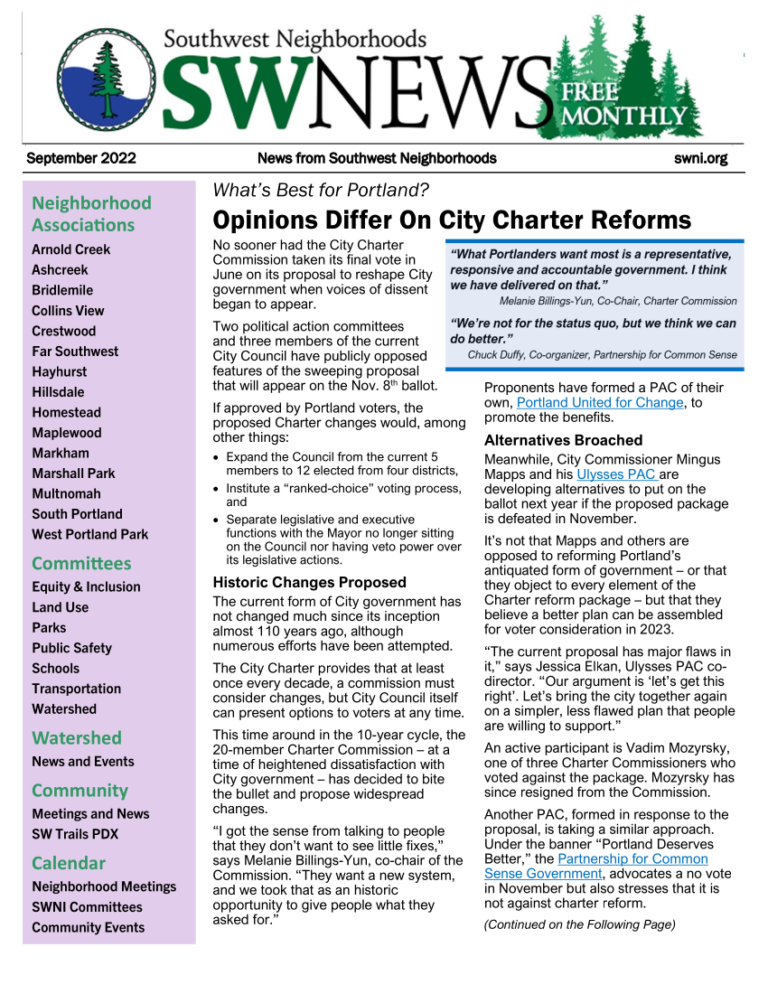 Southwest Neighborhoods
SWNEWS
FREE
MONTHLY
September 2022
News from Southwest Neighborhoods
swni.org
Neighborhood
Associations
Arnold Creek
Ashcreek
Bridlemile
Collins View
Crestwood
Far Southwest
Hayhurst
Hillsdale
Homestead
Maplewood
Markham
Marshall Park
Multnomah
South Portland
West Portland Park
Committees
Equity & Inclusion
Land Use
Parks
Public Safety
Schools
Transportation
Watershed
Watershed
News and Events
Community
Meetings and News
SW Trails PDX
Calendar
Neighborhood Meetings
SWNI Committees
Community Events
What's Best for Portland?
Opinions Differ On City Charter Reforms
No sooner had the City Charter
Commission taken its final vote in
June on its proposal to reshape City
government when voices of dissent
began to appear.
Two political action committees
and three members of the current
City Council have publicly opposed
features of the sweeping proposal
that will appear on the Nov. 8th ballot.
If approved by Portland voters, the
proposed Charter changes would, among
other things:
• Expand the Council from the current 5
members to 12 elected from four districts,
• Institute a “ranked-choice” voting process,
and
• Separate legislative and executive
functions with the Mayor no longer sitting
on the Council nor having veto power over
its legislative actions.
Historic Changes Proposed
The current form of City government has
not changed much since its inception
almost 110 years ago, although
numerous efforts have been attempted.
The City Charter provides that at least
once every decade, a commission must
consider changes, but City Council itself
can present options to voters at any time.
This time around in the 10-year cycle, the
20-member Charter Commission – at a
time of heightened dissatisfaction with
City government – has decided to bite
the bullet and propose widespread
changes.
“I got the sense from talking to people
that they don’t want to see little fixes,”
says Melanie Billings-Yun, co-chair of the
Commission. “They want a new system,
and we took that as an historic
opportunity to give people what they
asked for.”
“What Portlanders want most is a representative,
responsive and accountable government. I think
we have delivered on that.”
Melanie Billings-Yun, Co-Chair, Charter Commission
“We’re not for the status quo, but we think we can
do better.”
Chuck Duffy, Co-organizer, Partnership for Common Sense
Proponents have formed a PAC of their
own, Portland United for Change, to
promote the benefits.
Alternatives Broached
Meanwhile, City Commissioner Mingus
Mapps and his Ulysses PAC are
developing alternatives to put on the
ballot next year if the proposed package
is defeated in November.
It’s not that Mapps and others are
opposed to reforming Portland’s
antiquated form of government – or that
they object to every element of the
Charter reform package – but that they
believe a better plan can be assembled
for voter consideration in 2023.
“The current proposal has major flaws in
it,” says Jessica Elkan, Ulysses PAC co-
director. “Our argument is ‘let’s get this
right’. Let’s bring the city together again
on a simpler, less flawed plan that people
are willing to support.”
An active participant is Vadim Mozyrsky,
one of three Charter Commissioners who
voted against the package. Mozyrsky has
since resigned from the Commission.
Another PAC, formed in response to the
proposal, is taking a similar approach.
Under the banner “Portland Deserves
Better,” the Partnership for Common
Sense Government, advocates a no vote
in November but also stresses that it is
not against charter reform.
(Continued on the Following Page)